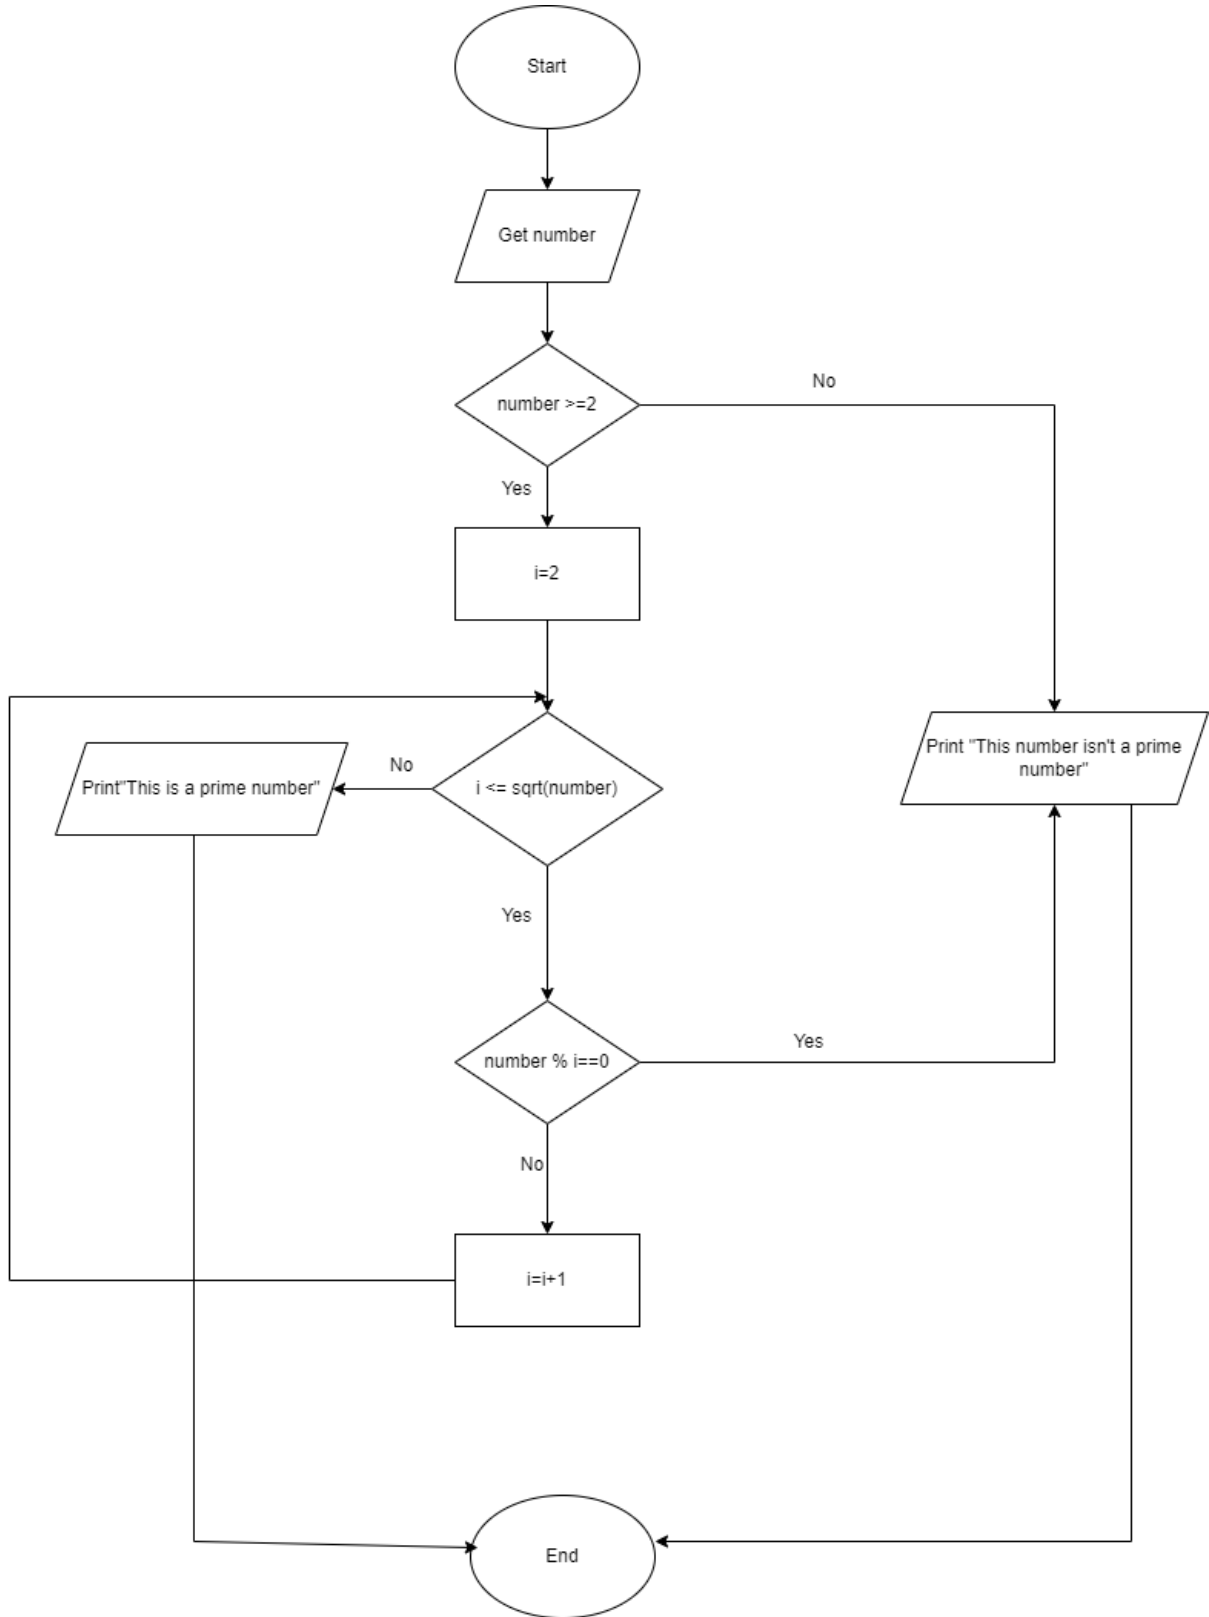 Start
Get number
number >=2
No
Yes
i=2
Print "This number isn't a prime
number"
Print"This is a prime number"
No
i <= sqrt(number)
Yes
number % i==0
Yes
No
i=i+1
End